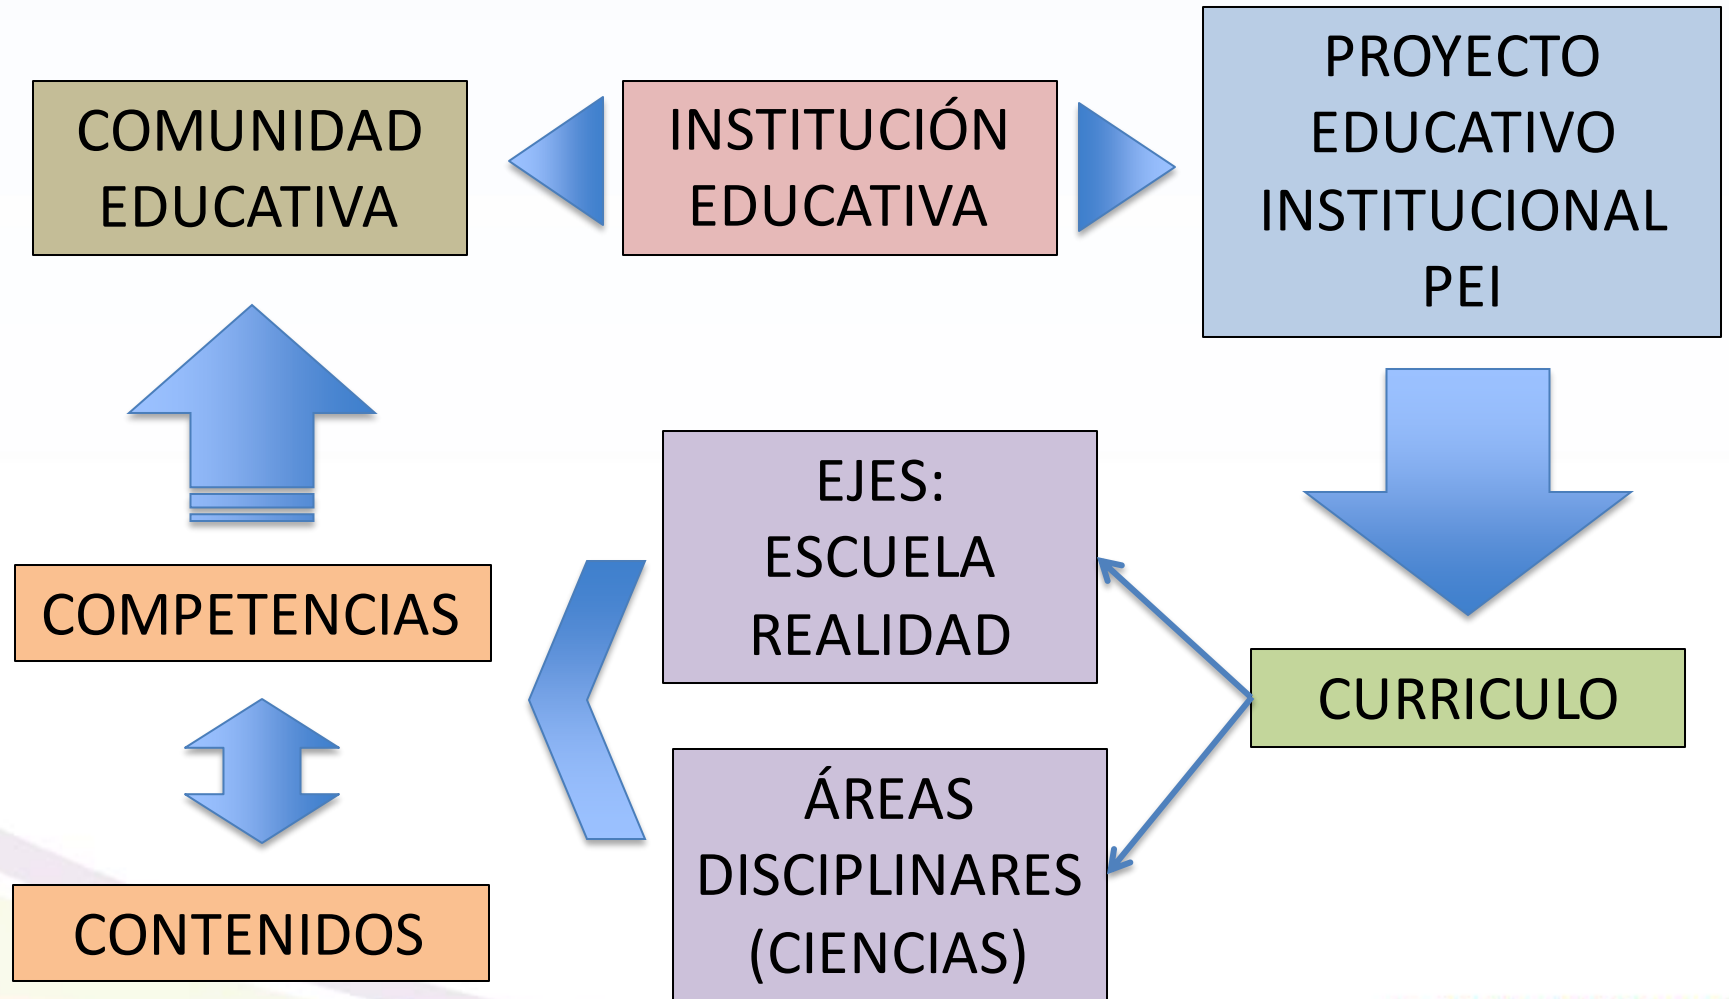 COMUNIDAD
EDUCATIVA
INSTITUCIÓN
EDUCATIVA
PROYECTO
EDUCATIVO
INSTITUCIONAL
PEI
EJES:
ESCUELA
REALIDAD
COMPETENCIAS
CURRICULO
ÁREAS
DISCIPLINARES
(CIENCIAS)
CONTENIDOS